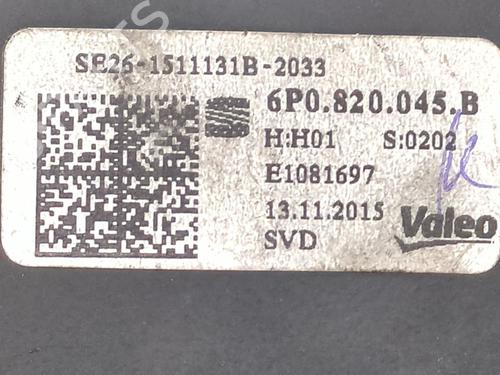 SE26-1511131B-2033
6P0.820.045.B
H:H01 S:0202
E1081697
13.11.2015
SVD
Valeo